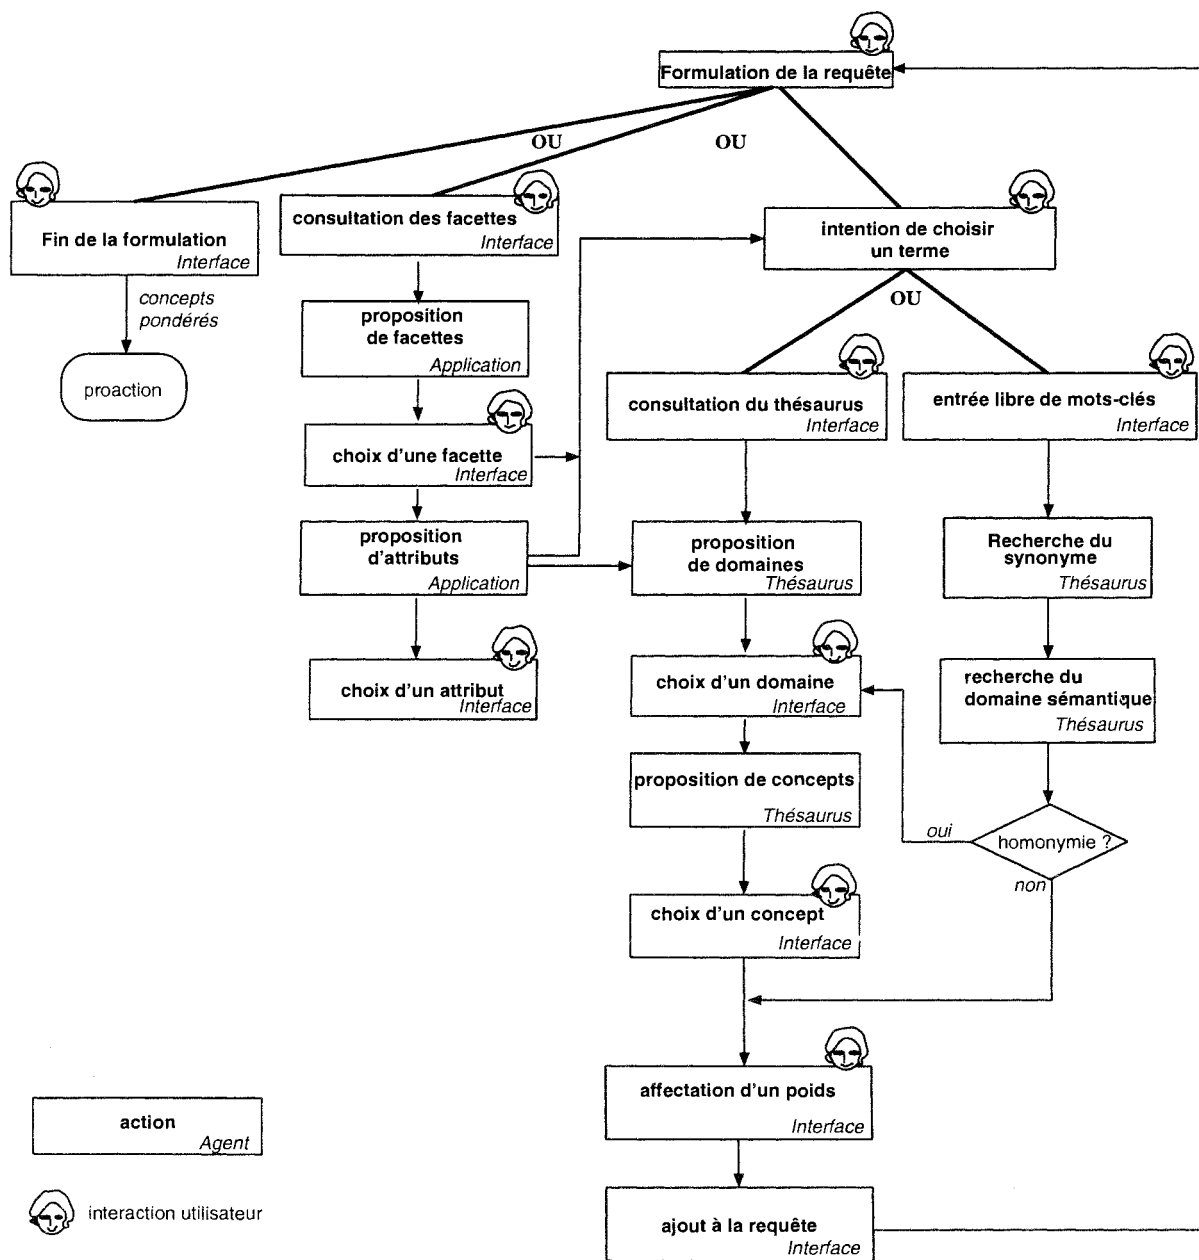 Formulation de la requête
OU
OU
Fin de la formulation
Interface
consultation des facettes
Interface
intention de choisir
un terme
concepts
pondérés
proaction
proposition
de facettes
Application
OU
choix d'une facette
Interface
consultation du thésaurus
Interface
entrée libre de mots-clés
Interface
proposition
d'attributs
Application
proposition
de domaines
Thésaurus
Recherche du
synonyme
Thésaurus
choix d'un attribut
Interface
choix d'un domaine
Interface
recherche du
domaine sémantique
Thésaurus
proposition de concepts
Thésaurus
oui
homonymie ?
non
choix d'un concept
Interface
affectation d'un poids
Interface
action
Agent
interaction utilisateur
ajout à la requête
Interface